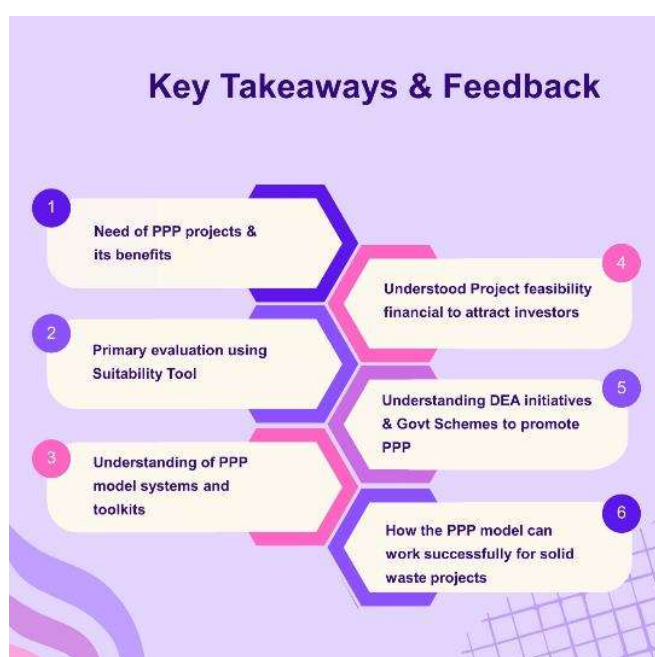 Key Takeaways & Feedback
1
Need of PPP projects &
its benefits
2
Primary evaluation using
Suitability Tool
3
Understanding of PPP
model systems and
toolkits
4
Understood Project feasibility
financial to attract investors
5
Understanding DEA initiatives
& Govt Schemes to promote
PPP
6
How the PPP model can
work successfully for solid
waste projects